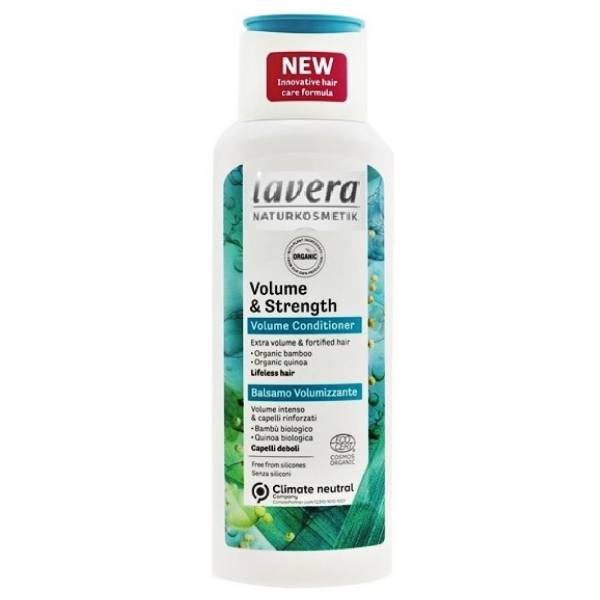 NEW
Innovative hair
care formula
lavera
NATURKOSMETIK
ORGANIC
Volume
& Strength
Volume Conditioner
Extra volume & fortified hair
• Organic bamboo
• Organic quinoa
Lifeless hair
Balsamo Volumizzante
Volume intenso
& capelli rinforzati
• Bambù biologico
• Quinoa biologica
Capelli deboli
ECO
CERT
COSMOS
ORGANIC
Free from silicones
Senza siliconi
Climate neutral
Company